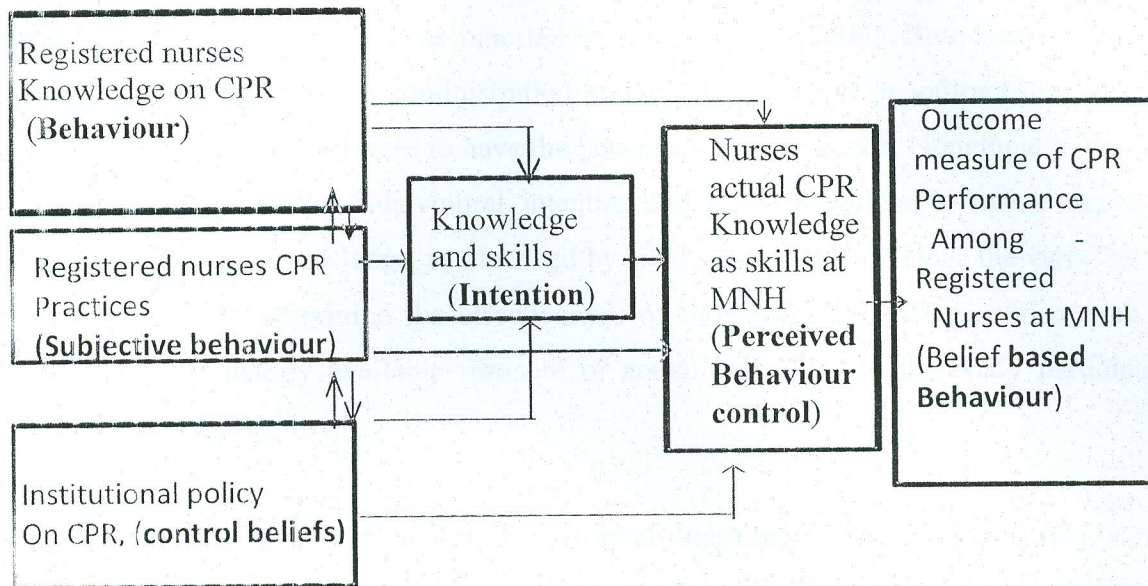 Registered nurses
Knowledge on CPR
(Behaviour)
Registered nurses CPR
Practices
(Subjective behaviour)
Institutional policy
On CPR, (control beliefs)
Knowledge
and skills
(Intention)
Nurses
actual CPR
Knowledge
as skills at
MNH
(Perceived
Behaviour
control)
Outcome
measure of CPR
Performance
Among -
Registered
Nurses at MNH
(Belief based
Behaviour)